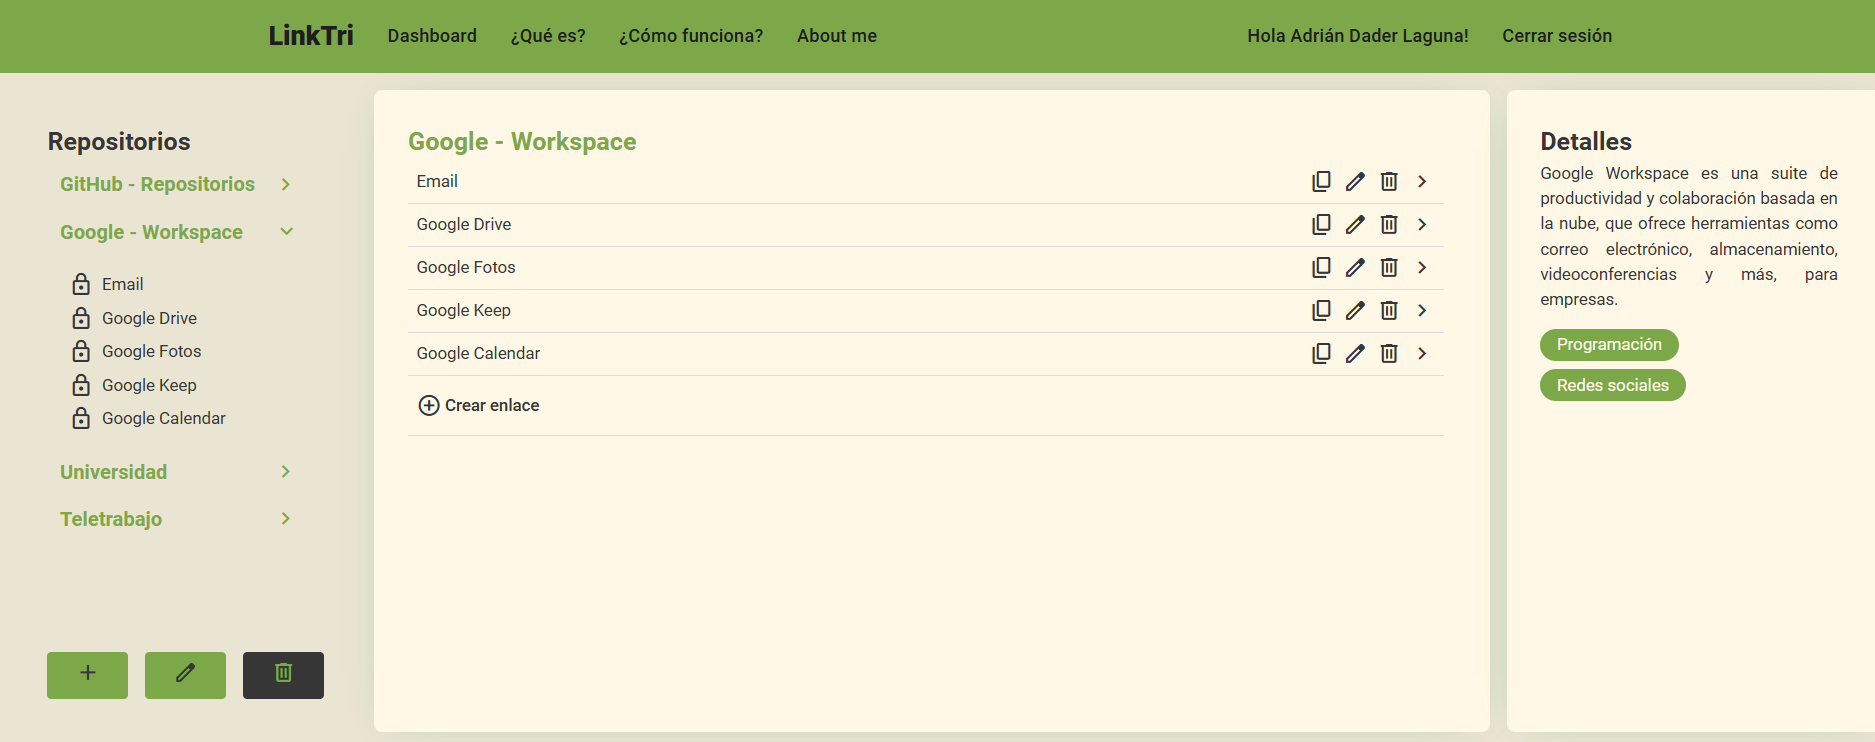 LinkTri Dashboard ¿Qué es? ¿Cómo funciona? About me Hola Adrián Dader Laguna! Cerrar sesión
Repositorios
GitHub - Repositorios
Google - Workspace
Email
Google Drive
Google Fotos
Google Keep
Google Calendar
Universidad
Teletrabajo
Google - Workspace
Email
Google Drive
Google Fotos
Google Keep
Google Calendar
Crear enlace
Detalles
Google Workspace es una suite de
productividad y colaboración basada en
la nube, que ofrece herramientas como
correo electrónico, almacenamiento,
videoconferencias y más, para
empresas.
Programación
Redes sociales